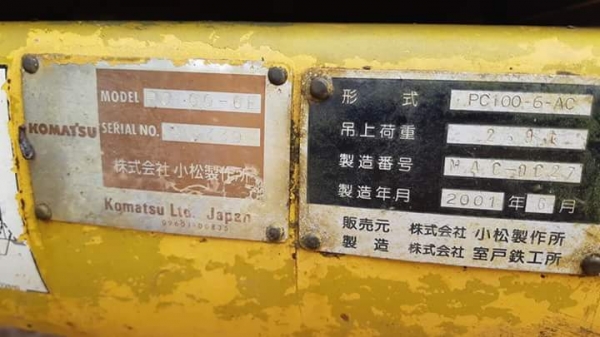 MODEL
KOMATSU
SERIAL NO.
株式会社 小松製作所
Komatsu Ltd. Japan
形式 PC100-6-AC
吊上荷重
製造番号
製造年月 2001 年 6 月
販売元 株式会社 小松製作所
製造 株式会社 室戸鉄工所